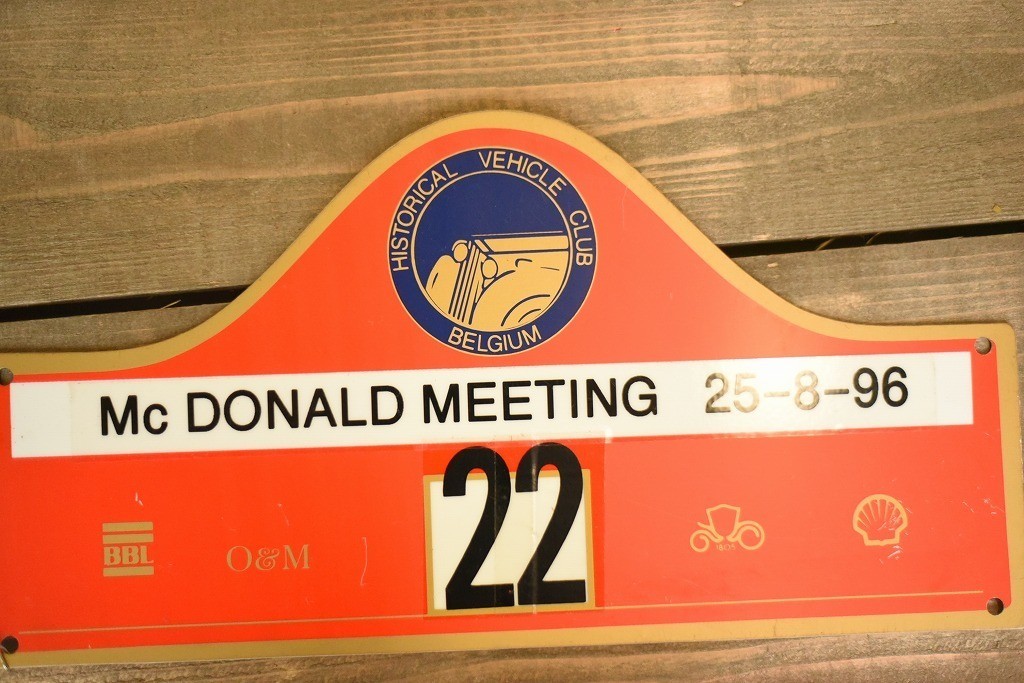 HISTORICAL VEHICLE CLUB
BELGIUM
Mc DONALD MEETING 25-8-96
22
BBL
O&M